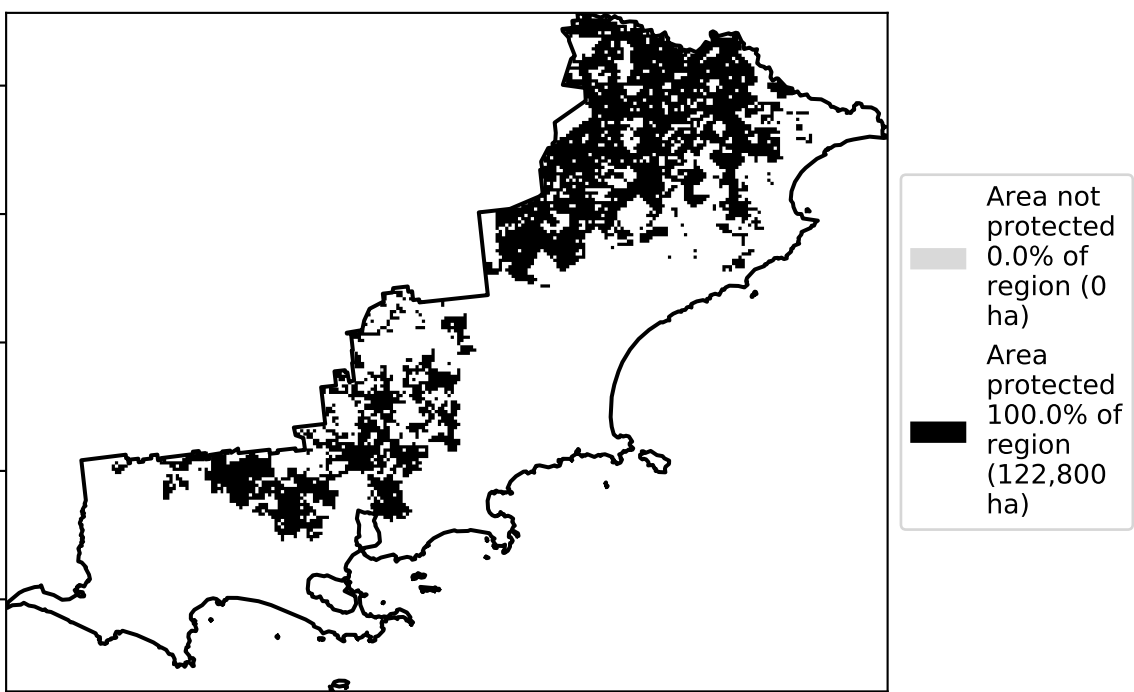 Area not
protected
0.0% of
region (0
ha)
Area
protected
100.0% of
region
(122,800
ha)